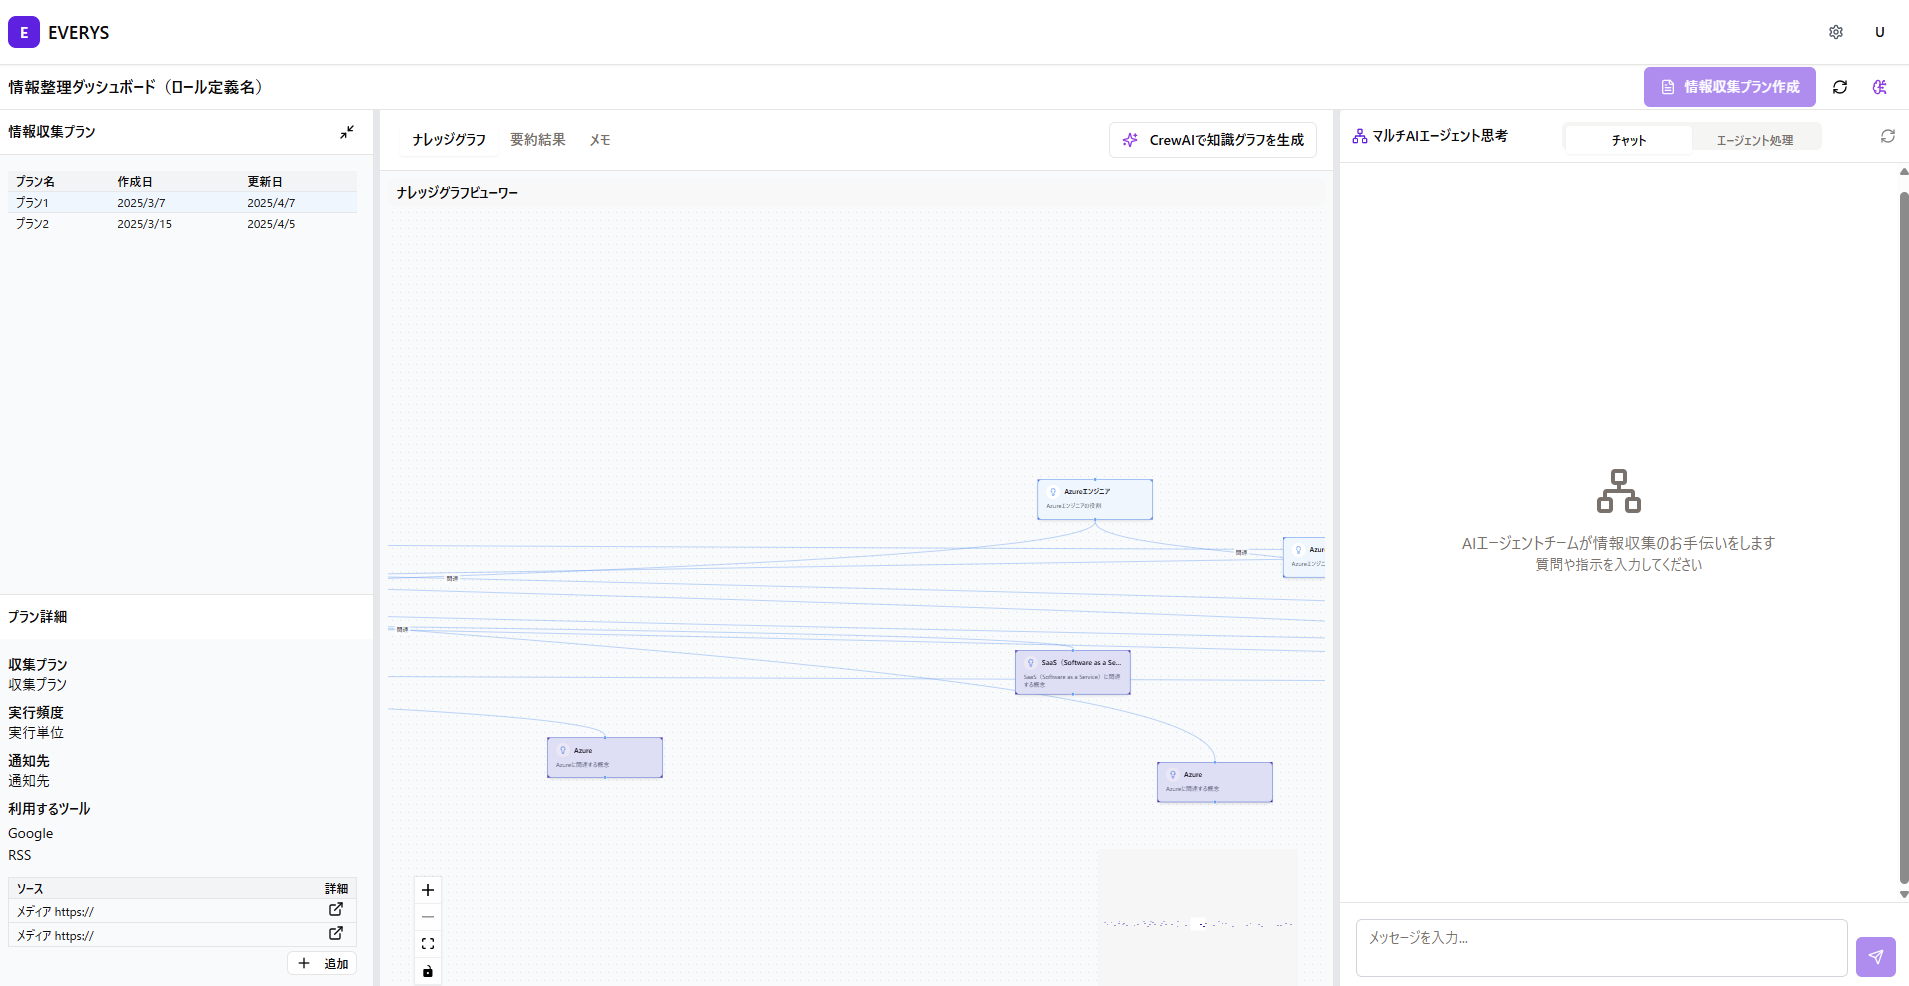 E EVERYS
U
情報整理ダッシュボード（ロール定義名）
情報収集プラン作成
情報収集プラン
プラン名 作成日 更新日
プラン1 2025/3/7 2025/4/7
プラン2 2025/3/15 2025/4/5
プラン詳細
収集プラン
収集プラン
実行頻度
実行単位
通知先
通知先
利用するツール
Google
RSS
ソース 詳細
メディア https://
メディア https://
追加
ナレッジグラフ 要約結果 メモ
CrewAIで知識グラフを生成
ナレッジグラフビューワー
Azureエンジニア
Azureエンジニアの役割
関連
Azur
Azureエンジニ
関連
関連
SaaS（Software as a Se...
SaaS（Software as a Service）に関連
する概念
Azure
Azureに関連する概念
Azure
Azureに関連する概念
マルチAIエージェント思考
チャット エージェント処理
AIエージェントチームが情報収集のお手伝いをします
質問や指示を入力してください
メッセージを入力...